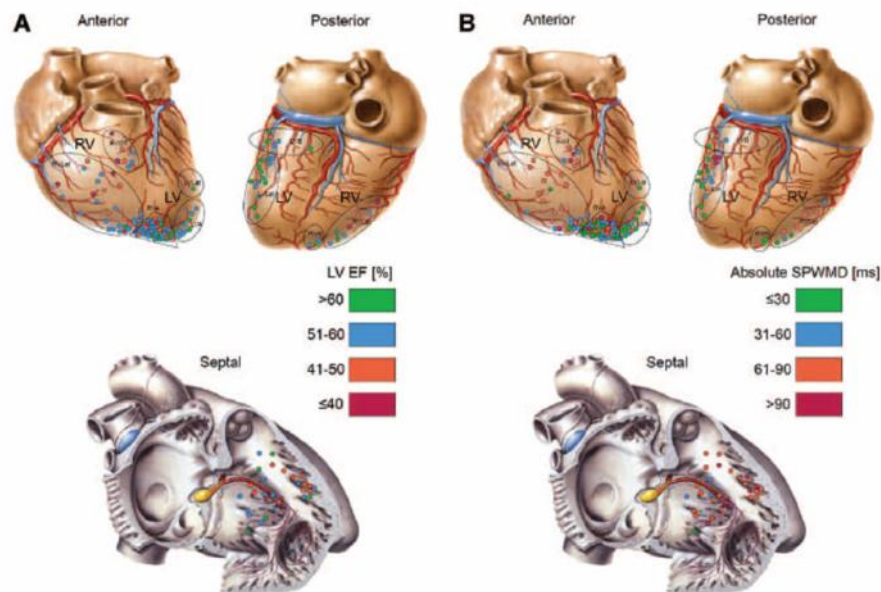 A
Anterior
Posterior
RV
LV
LV
RV
LV EF [%]
>60
51-60
41-50
≤40
Septal
B
Anterior
Posterior
RV
LV
LV
RV
Absolute SPWMD [ms]
≤30
31-60
61-90
>90
Septal